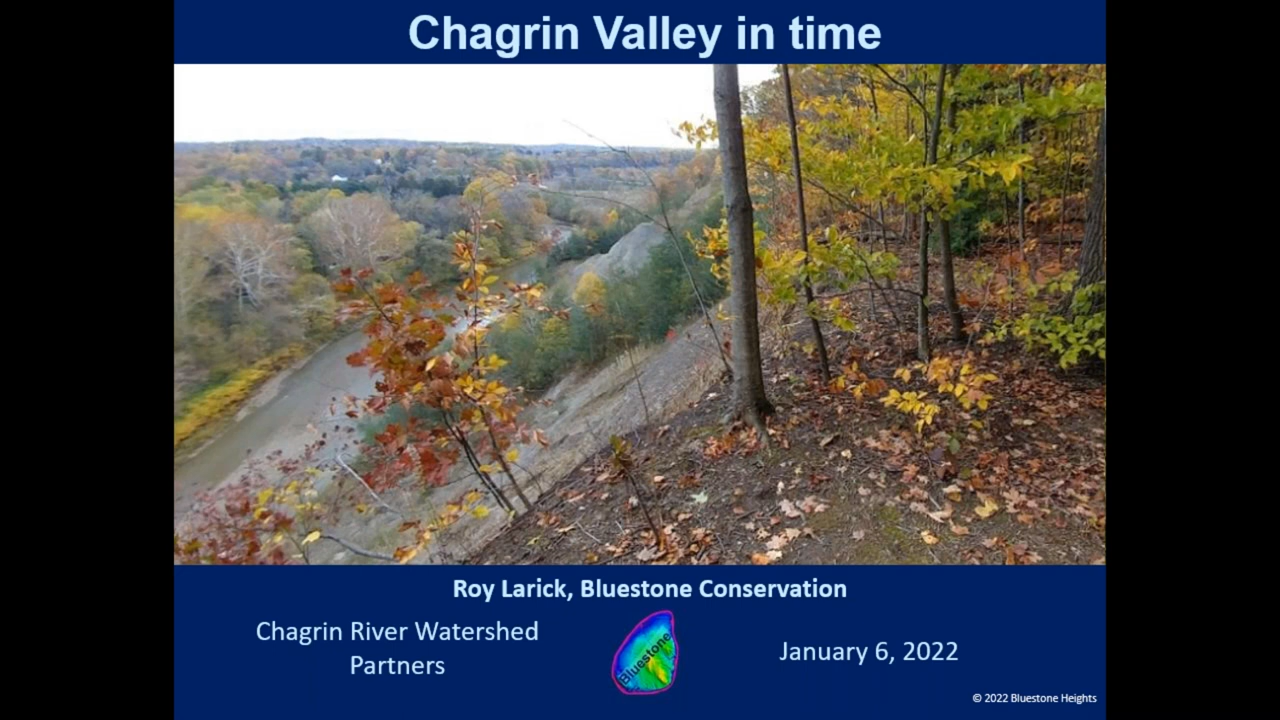 Chagrin Valley in time
Roy Larick, Bluestone Conservation
Chagrin River Watershed
Partners
Bluestone
January 6, 2022
© 2022 Bluestone Heights